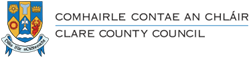 COMHAIRLE CONTAE AN CHLÁIR
CLARE COUNTY COUNCIL